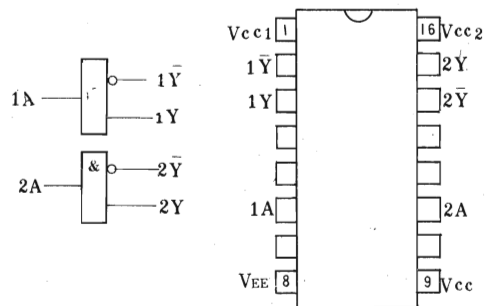 1A
1Ȳ
1Y
2A
&
2Ȳ
2Y
Vcc1 1 16 Vcc2
1Ȳ 2Y
1Y 2Ȳ
1A 2A
VEE 8 9 Vcc